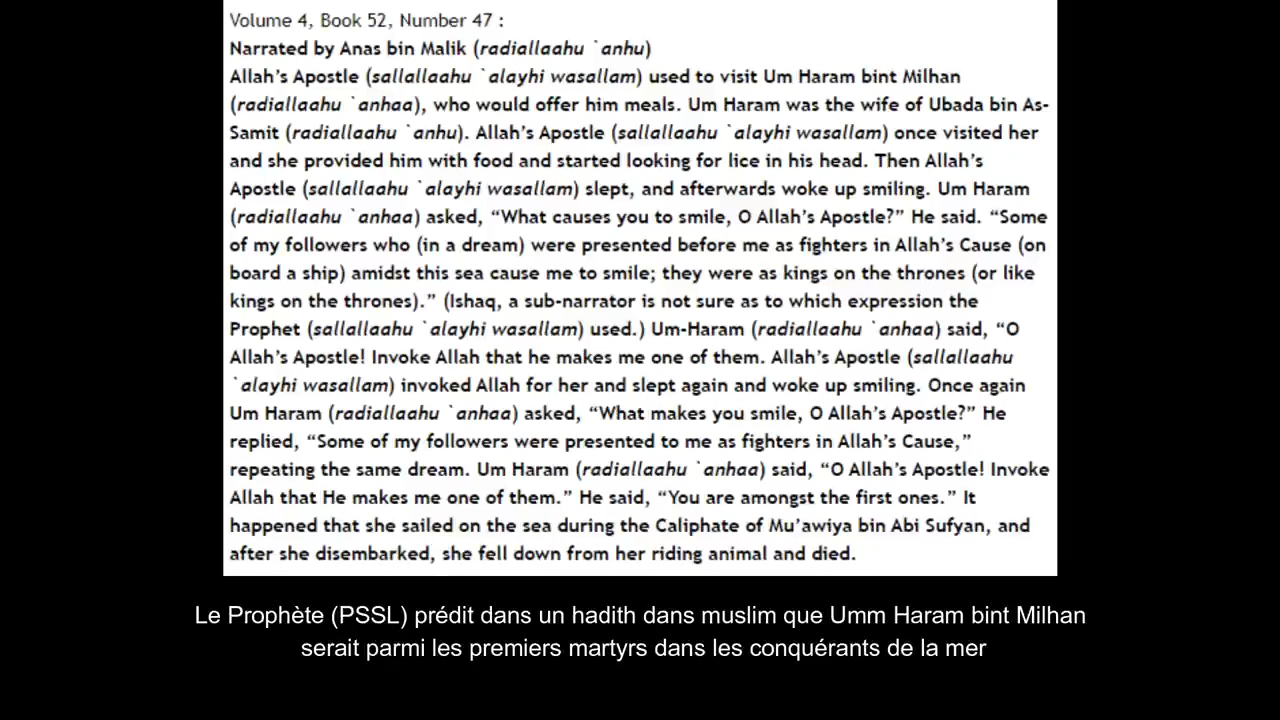 Volume 4, Book 52, Number 47 :
Narrated by Anas bin Malik (radiallaahu `anhu)
Allah’s Apostle (sallallaahu `alayhi wasallam) used to visit Um Haram bint Milhan
(radiallaahu `anhaa), who would offer him meals. Um Haram was the wife of Ubada bin As-
Samit (radiallaahu `anhu). Allah’s Apostle (sallallaahu `alayhi wasallam) once visited her
and she provided him with food and started looking for lice in his head. Then Allah’s
Apostle (sallallaahu `alayhi wasallam) slept, and afterwards woke up smiling. Um Haram
(radiallaahu `anhaa) asked, “What causes you to smile, O Allah’s Apostle?” He said. “Some
of my followers who (in a dream) were presented before me as fighters in Allah’s Cause (on
board a ship) amidst this sea cause me to smile; they were as kings on the thrones (or like
kings on the thrones).” (Ishaq, a sub-narrator is not sure as to which expression the
Prophet (sallallaahu `alayhi wasallam) used.) Um-Haram (radiallaahu `anhaa) said, “O
Allah’s Apostle! Invoke Allah that he makes me one of them. Allah’s Apostle (sallallaahu
`alayhi wasallam) invoked Allah for her and slept again and woke up smiling. Once again
Um Haram (radiallaahu `anhaa) asked, “What makes you smile, O Allah’s Apostle?” He
replied, “Some of my followers were presented to me as fighters in Allah’s Cause,”
repeating the same dream. Um Haram (radiallaahu `anhaa) said, “O Allah’s Apostle! Invoke
Allah that He makes me one of them.” He said, “You are amongst the first ones.” It
happened that she sailed on the sea during the Caliphate of Mu’awiya bin Abi Sufyan, and
after she disembarked, she fell down from her riding animal and died.
Le Prophète (PSSL) prédit dans un hadith dans muslim que Umm Haram bint Milhan
serait parmi les premiers martyrs dans les conquérants de la mer